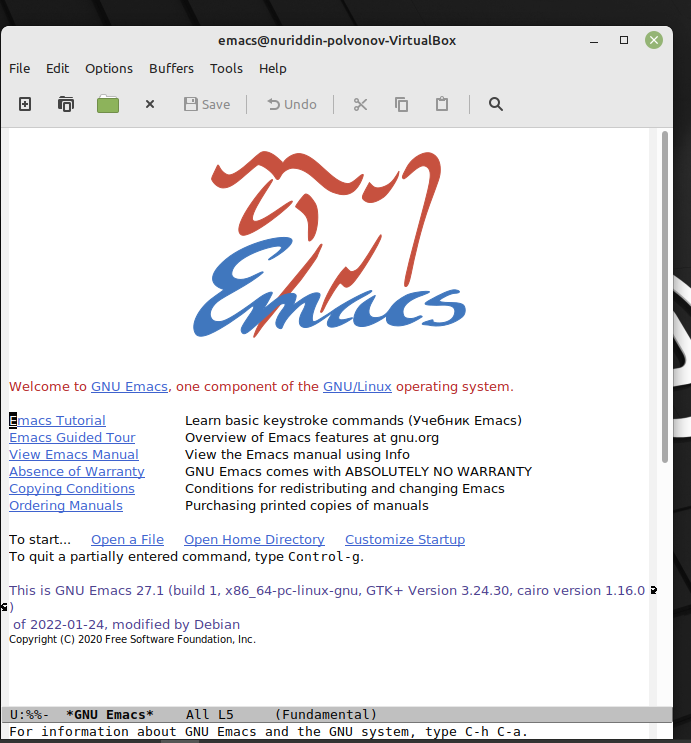 emacs@nuriddin-polvonov-VirtualBox
File Edit Options Buffers Tools Help
Save Undo
Emacs
Welcome to GNU Emacs, one component of the GNU/Linux operating system.
Emacs Tutorial Learn basic keystroke commands (Учебник Emacs)
Emacs Guided Tour Overview of Emacs features at gnu.org
View Emacs Manual View the Emacs manual using Info
Absence of Warranty GNU Emacs comes with ABSOLUTELY NO WARRANTY
Copying Conditions Conditions for redistributing and changing Emacs
Ordering Manuals Purchasing printed copies of manuals
To start... Open a File Open Home Directory Customize Startup
To quit a partially entered command, type Control-g.
This is GNU Emacs 27.1 (build 1, x86_64-pc-linux-gnu, GTK+ Version 3.24.30, cairo version 1.16.0
)
of 2022-01-24, modified by Debian
Copyright (C) 2020 Free Software Foundation, Inc.
U:%%- *GNU Emacs* All L5 (Fundamental)
For information about GNU Emacs and the GNU system, type C-h C-a.